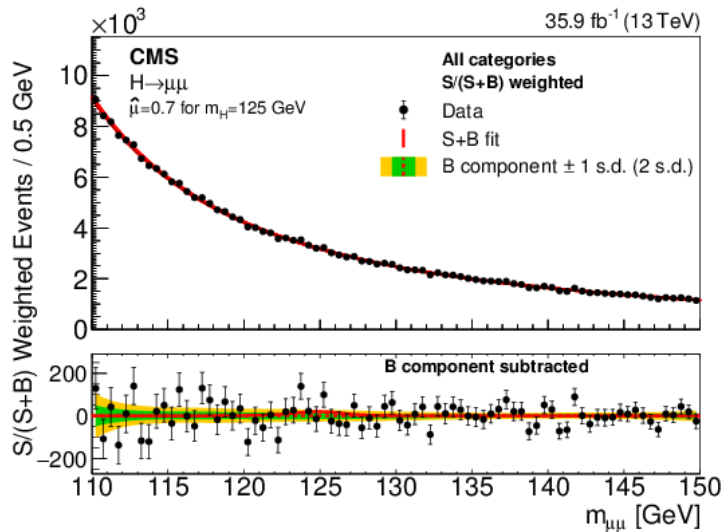 ×10³
35.9 fb⁻¹ (13 TeV)
CMS
H→μμ
μ̂=0.7 for m_H=125 GeV
All categories
S/(S+B) weighted
Data
S+B fit
B component ± 1 s.d. (2 s.d.)
S/(S+B) Weighted Events / 0.5 GeV
10
8
6
4
2
0
B component subtracted
200
0
−200
110 115 120 125 130 135 140 145 150
m_μμ [GeV]